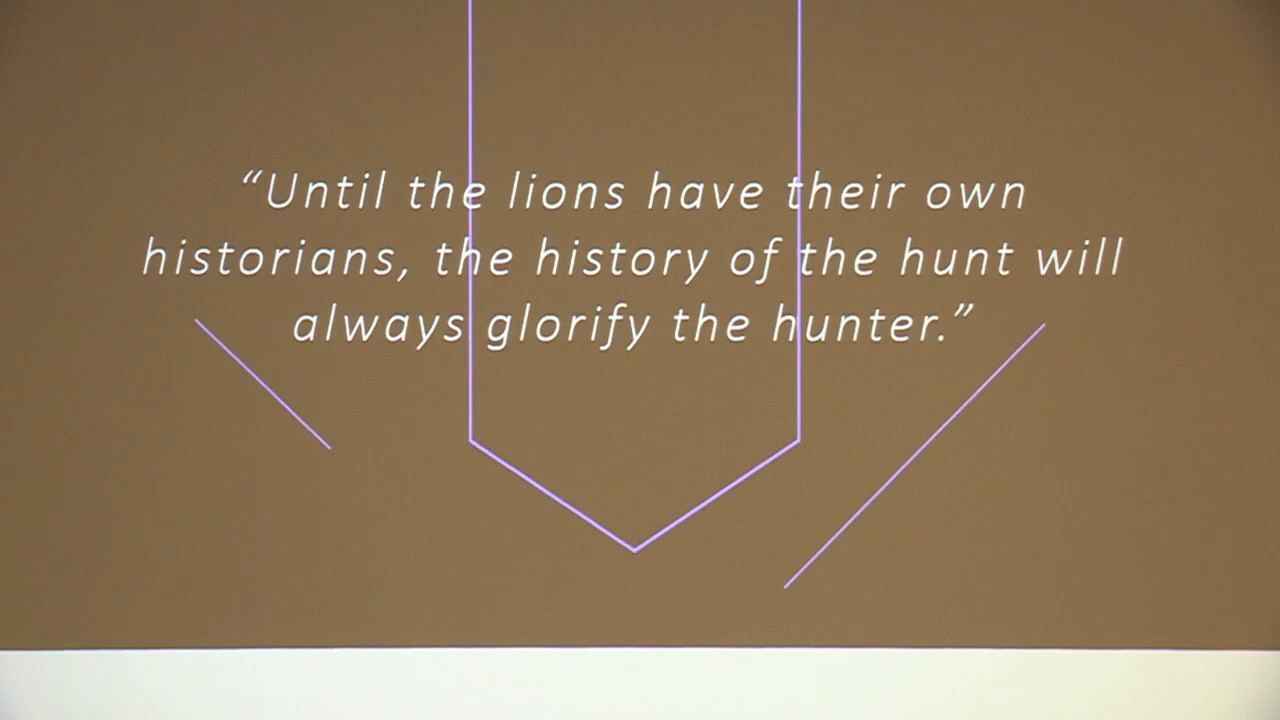 “Until the lions have their own
historians, the history of the hunt will
always glorify the hunter.”